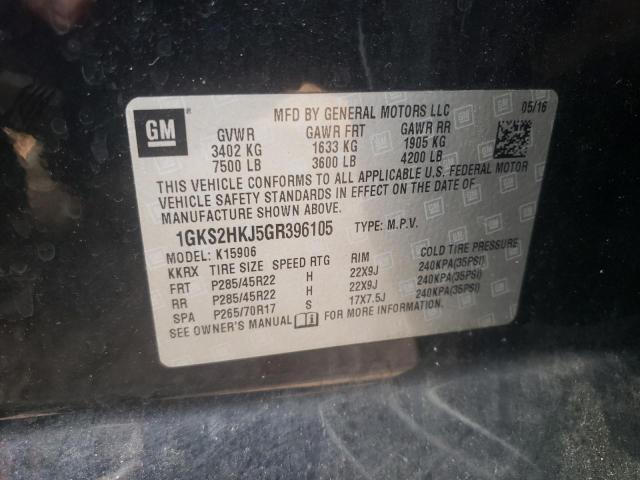 GM
MFD BY GENERAL MOTORS LLC 05/16
GVWR GAWR FRT GAWR RR
3402 KG 1633 KG 1905 KG
7500 LB 3600 LB 4200 LB
THIS VEHICLE CONFORMS TO ALL APPLICABLE U.S. FEDERAL MOTOR
VEHICLE SAFETY STANDARDS IN EFFECT ON THE DATE OF
MANUFACTURE SHOWN ABOVE.
1GKS2HKJ5GR396105 TYPE: M.P.V.
MODEL: K15906
KKRX TIRE SIZE SPEED RTG RIM COLD TIRE PRESSURE
FRT P285/45R22 H 22X9J 240KPA(35PSI)
RR P285/45R22 H 22X9J 240KPA(35PSI)
SPA P265/70R17 S 17X7.5J 240KPA(35PSI)
SEE OWNER'S MANUAL FOR MORE INFORMATION.